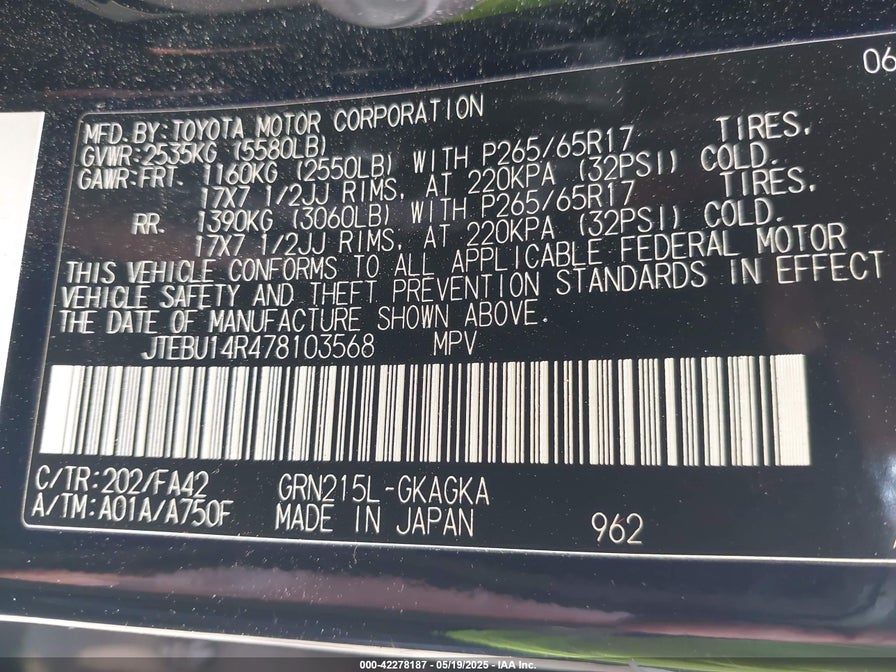 06
MFD. BY: TOYOTA MOTOR CORPORATION
GVWR: 2535KG (5580LB)
GAWR: FRT. 1160KG (2550LB) WITH P265/65R17 TIRES,
17X7 1/2JJ RIMS, AT 220KPA (32PSI) COLD.
RR. 1390KG (3060LB) WITH P265/65R17 TIRES,
17X7 1/2JJ RIMS, AT 220KPA (32PSI) COLD.
THIS VEHICLE CONFORMS TO ALL APPLICABLE FEDERAL MOTOR
VEHICLE SAFETY AND THEFT PREVENTION STANDARDS IN EFFECT
THE DATE OF MANUFACTURE SHOWN ABOVE.
JTEBU14R478103568 MPV
C/TR: 202/FA42 GRN215L-GKAGKA
A/TM: A01A/A750F MADE IN JAPAN 962
000-42278187 - 05/19/2025 - IAA Inc.